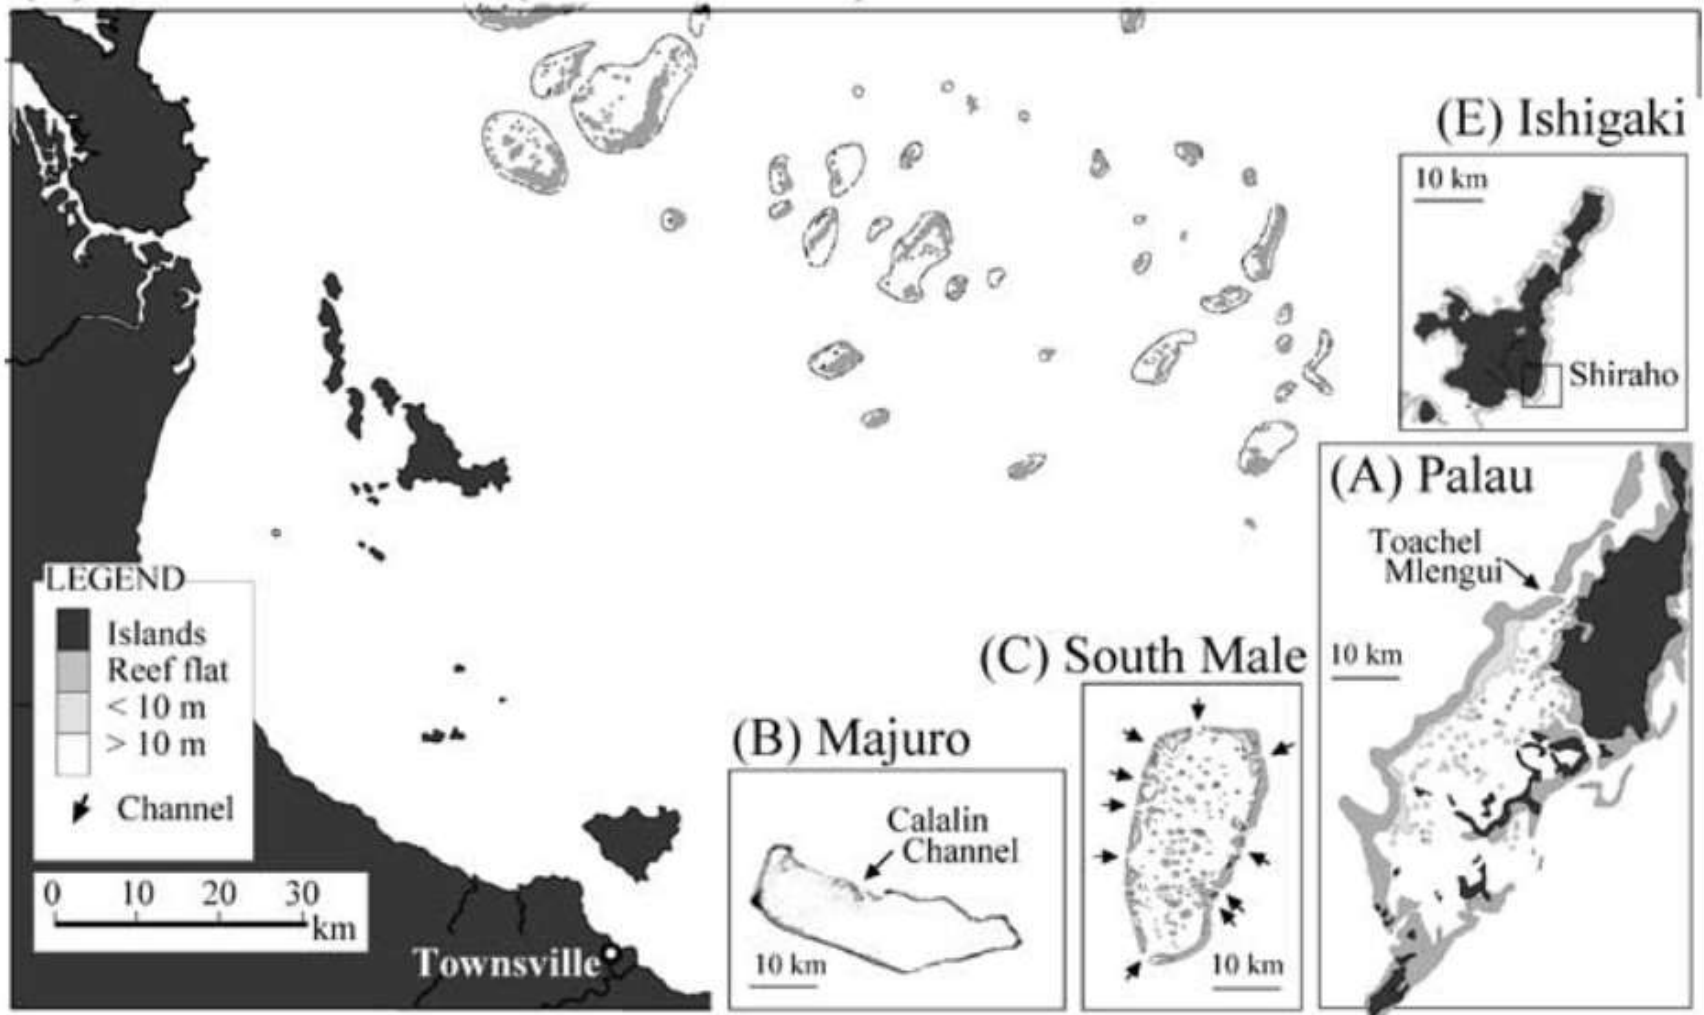 (E) Ishigaki
10 km
Shiraho
(A) Palau
Toachel
Mlengui
10 km
LEGEND
Islands
Reef flat
< 10 m
> 10 m
Channel
0 10 20 30
km
Townsville
(B) Majuro
Calalin
Channel
10 km
(C) South Male
10 km